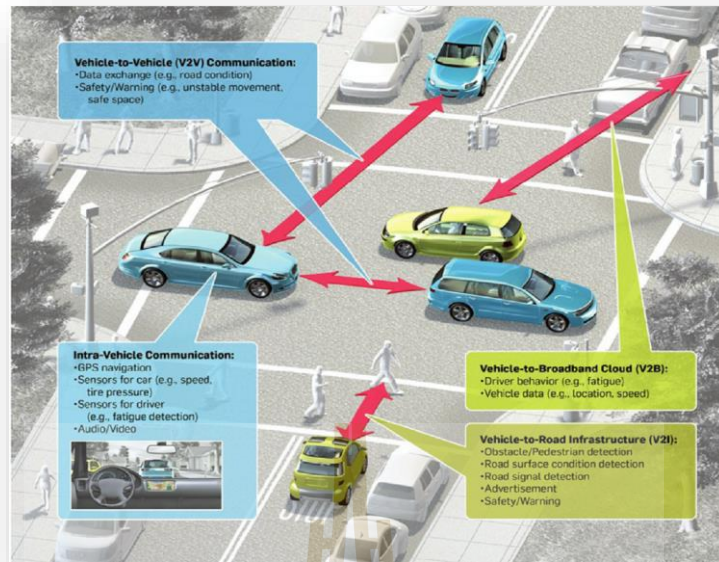 Vehicle-to-Vehicle (V2V) Communication:
•Data exchange (e.g., road condition)
•Safety/Warning (e.g., unstable movement,
safe space)
Intra-Vehicle Communication:
•GPS navigation
•Sensors for car (e.g., speed,
tire pressure)
•Sensors for driver
(e.g., fatigue detection)
•Audio/Video
Vehicle-to-Broadband Cloud (V2B):
•Driver behavior (e.g., fatigue)
•Vehicle data (e.g., location, speed)
Vehicle-to-Road Infrastructure (V2I):
•Obstacle/Pedestrian detection
•Road surface condition detection
•Road signal detection
•Advertisement
•Safety/Warning